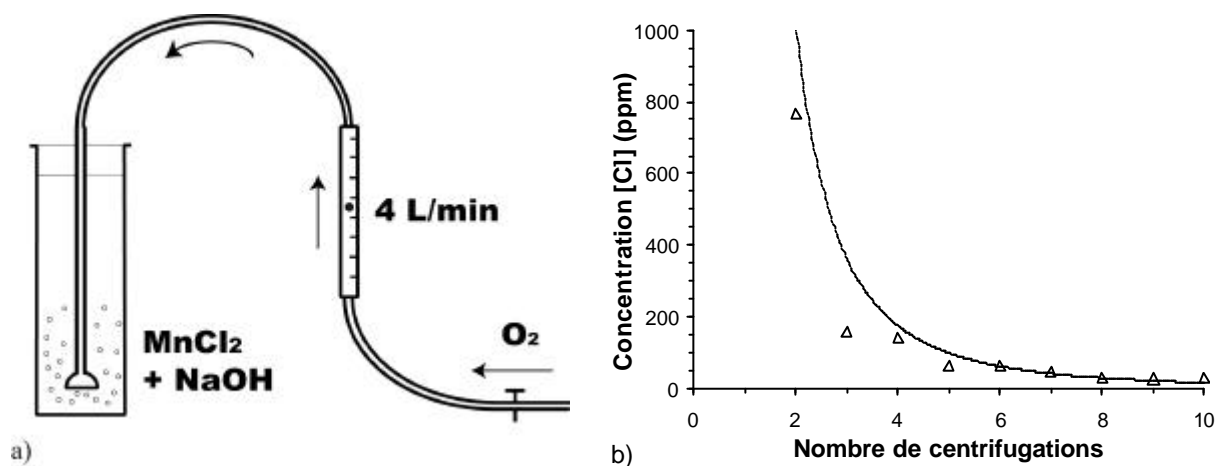 4 L/min
O₂
MnCl₂
+ NaOH
a)
Concentration [Cl] (ppm)
1000
800
600
400
200
0
0 2 4 6 8 10
Nombre de centrifugations
b)